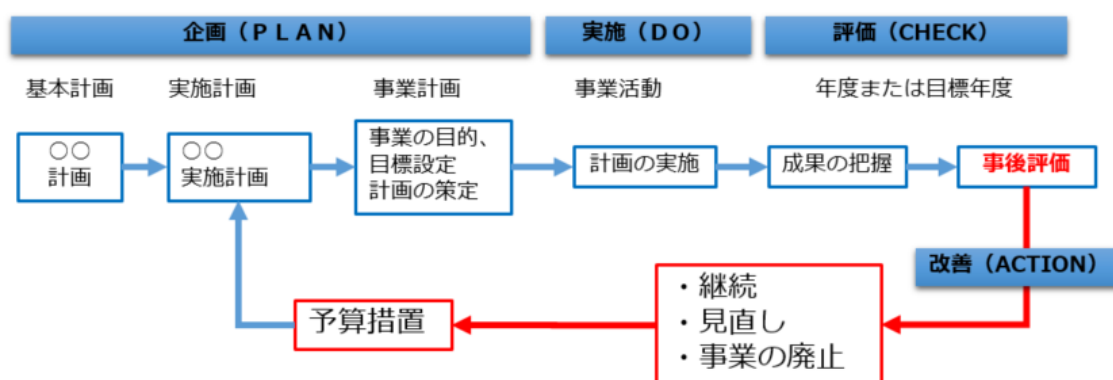 企画（ＰＬＡＮ）
実施（ＤＯ）
評価（CHECK）
基本計画
実施計画
事業計画
事業活動
年度または目標年度
○○
計画
○○
実施計画
事業の目的、
目標設定
計画の策定
計画の実施
成果の把握
事後評価
改善（ACTION）
・継続
・見直し
・事業の廃止
予算措置